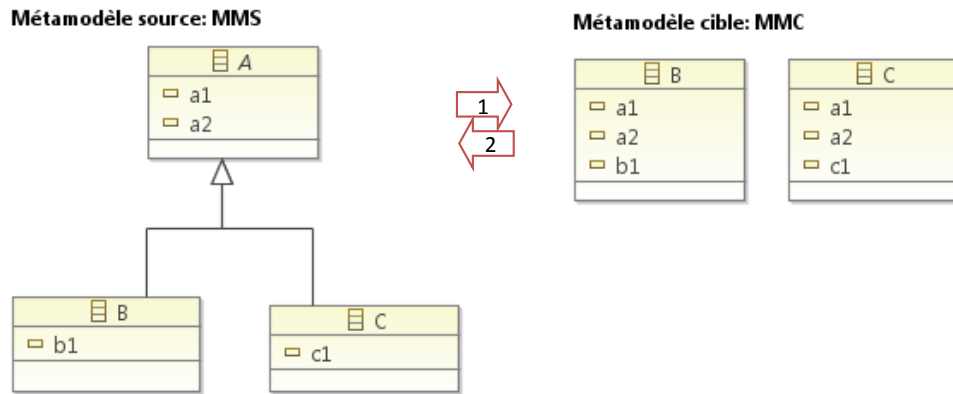 Métamodèle source: MMS
A
a1
a2
B
b1
C
c1
1
2
Métamodèle cible: MMC
B
a1
a2
b1
C
a1
a2
c1